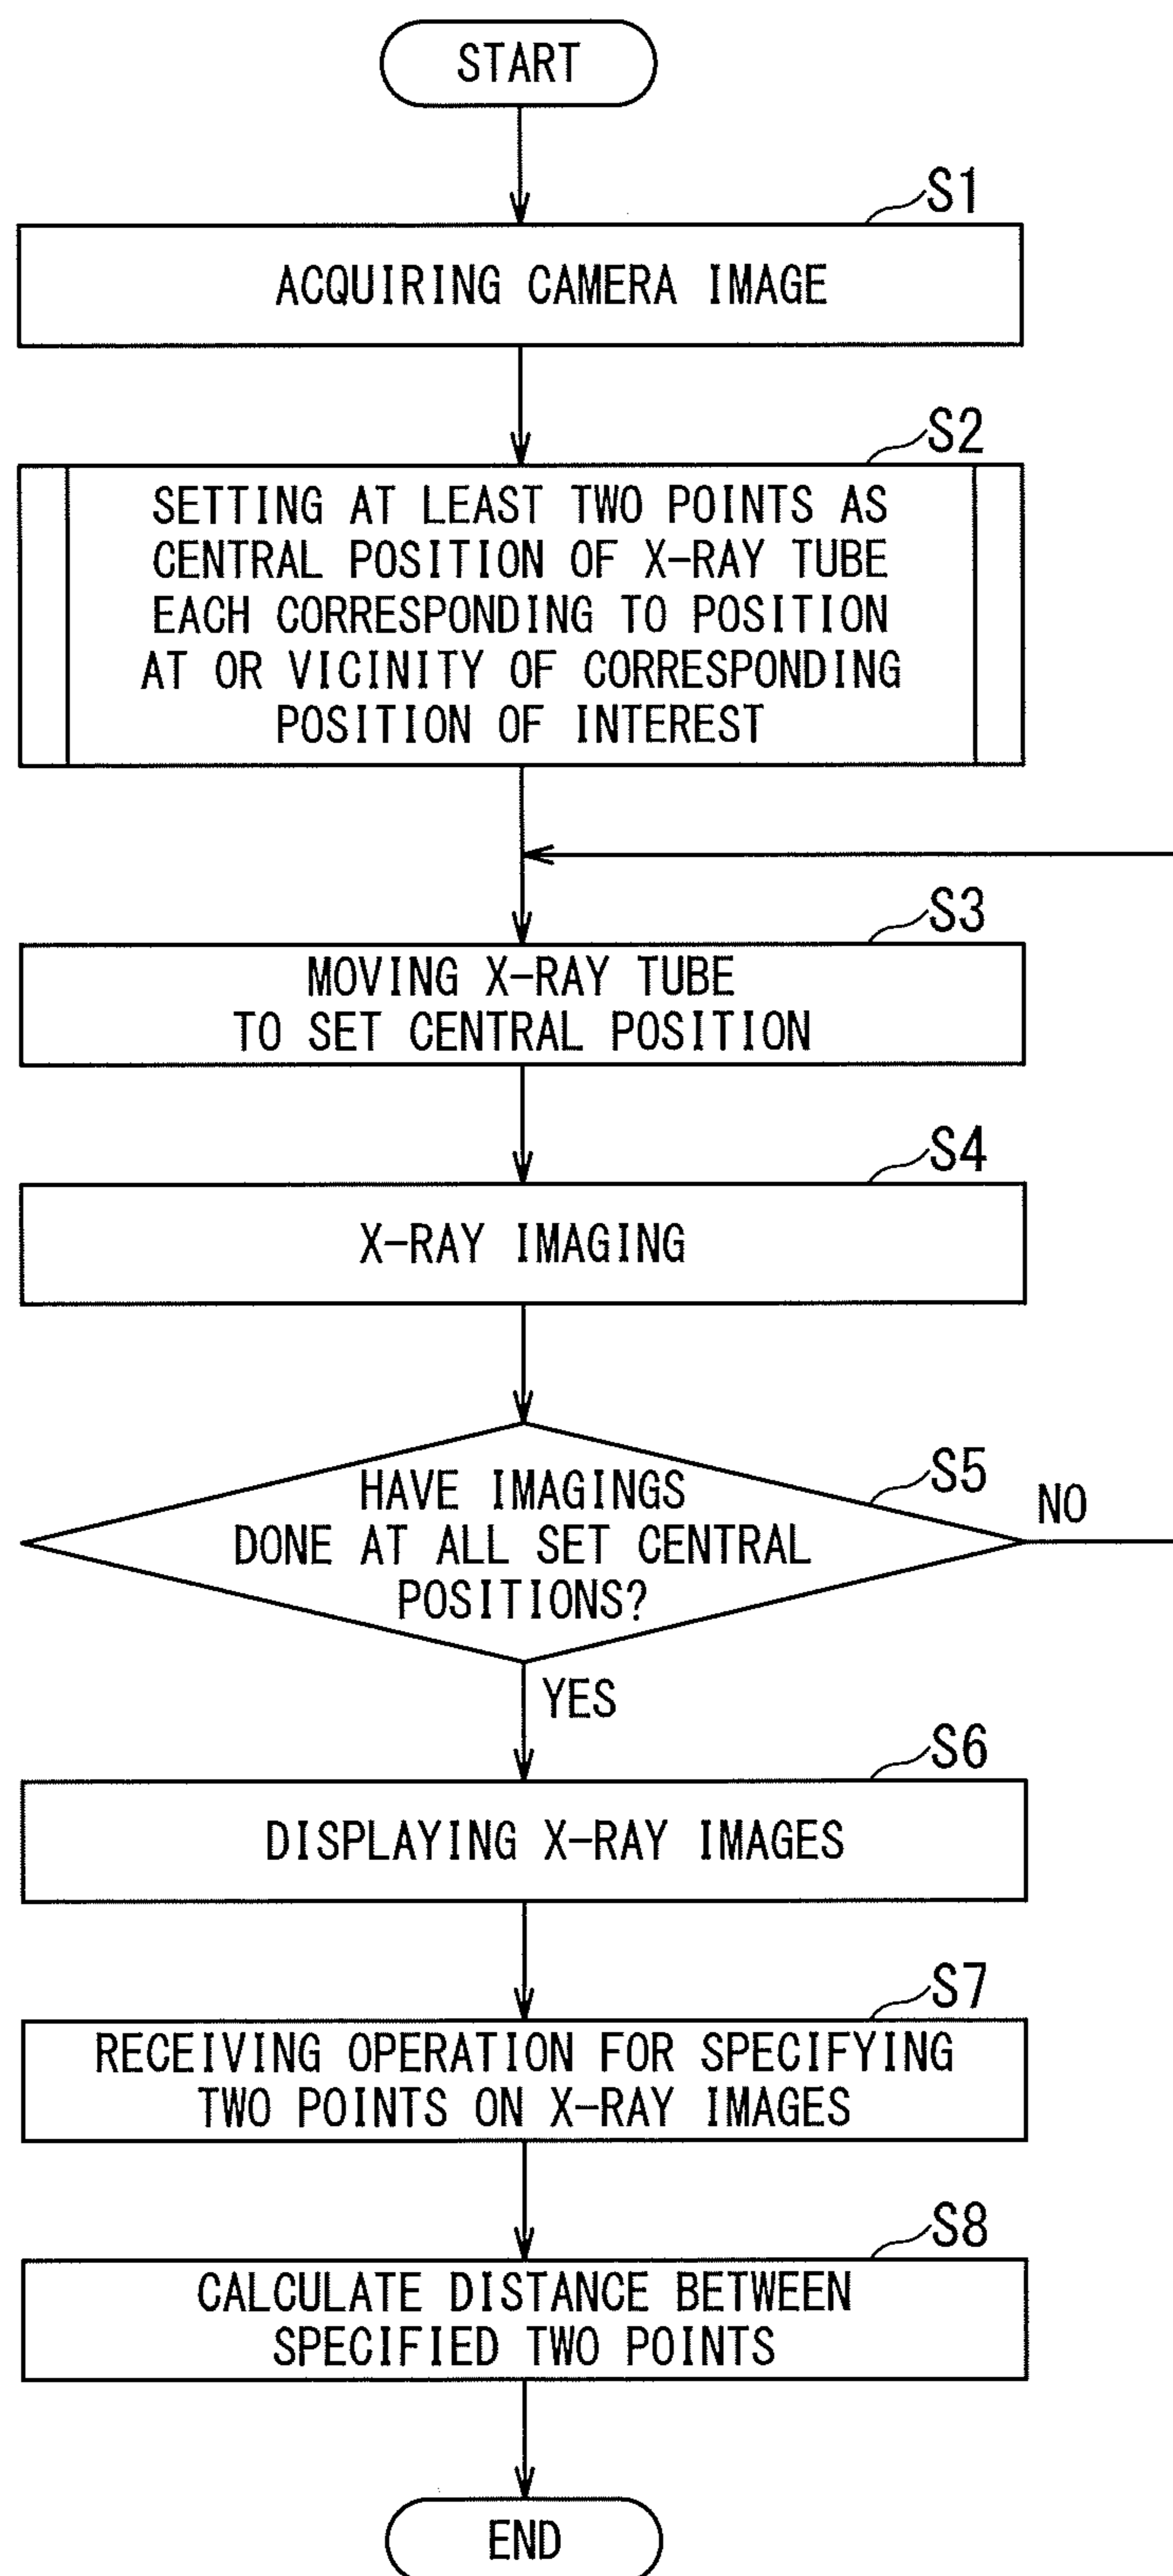 START
S1
ACQUIRING CAMERA IMAGE
S2
SETTING AT LEAST TWO POINTS AS
CENTRAL POSITION OF X-RAY TUBE
EACH CORRESPONDING TO POSITION
AT OR VICINITY OF CORRESPONDING
POSITION OF INTEREST
S3
MOVING X-RAY TUBE
TO SET CENTRAL POSITION
S4
X-RAY IMAGING
S5
HAVE IMAGINGS
DONE AT ALL SET CENTRAL
POSITIONS?
NO
YES
S6
DISPLAYING X-RAY IMAGES
S7
RECEIVING OPERATION FOR SPECIFYING
TWO POINTS ON X-RAY IMAGES
S8
CALCULATE DISTANCE BETWEEN
SPECIFIED TWO POINTS
END